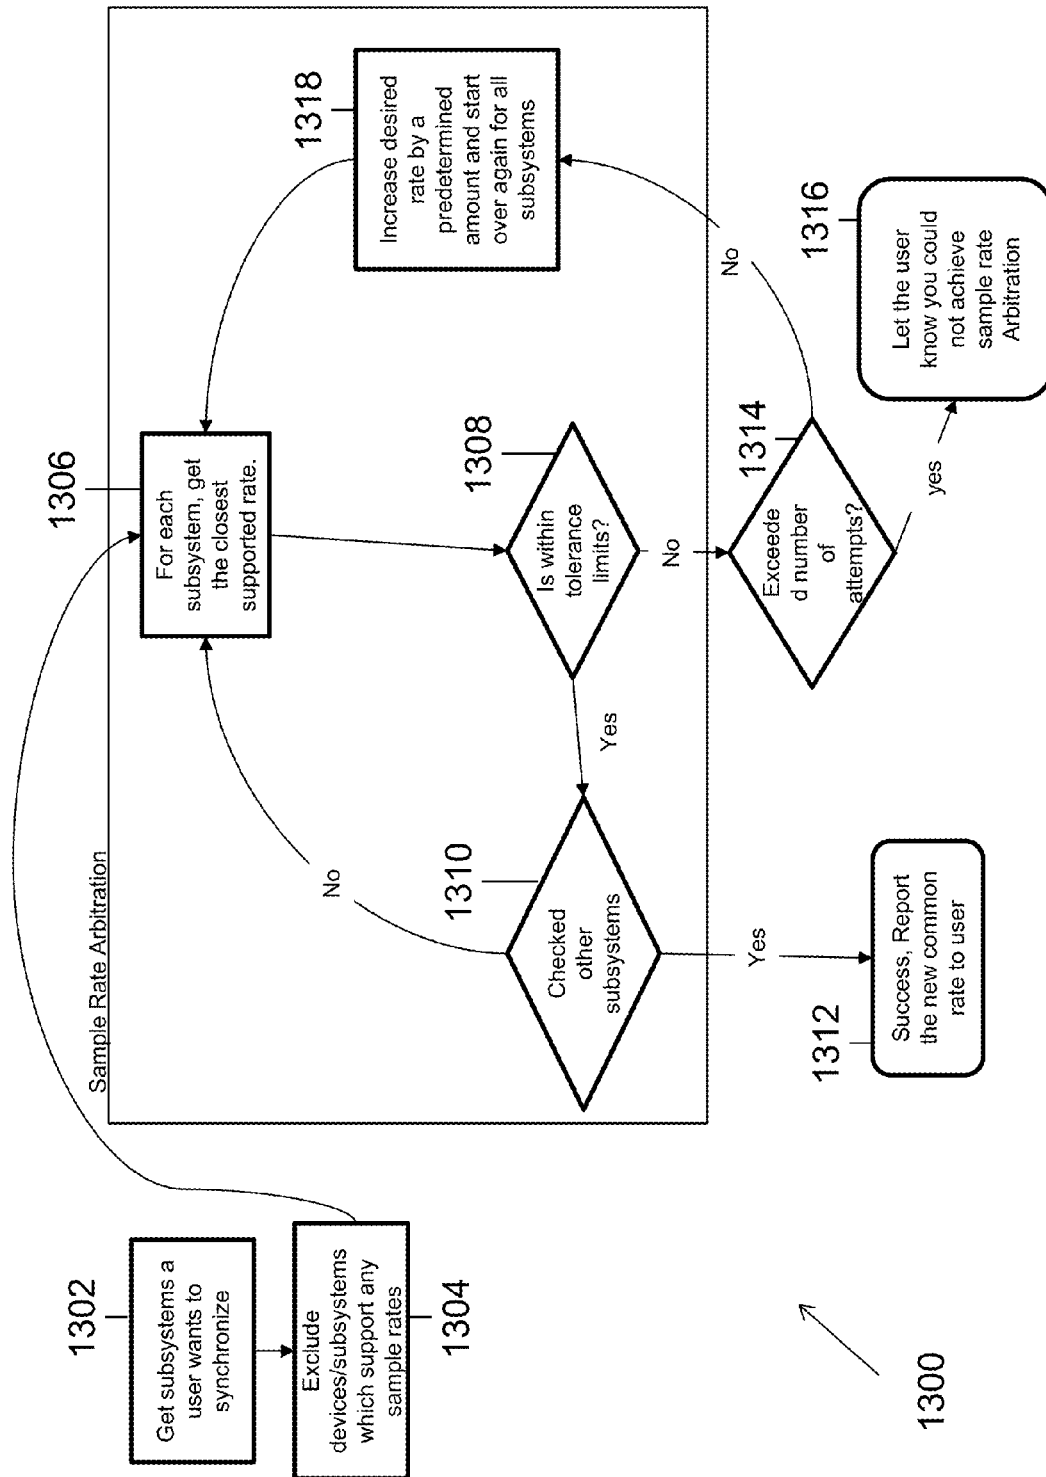 1302
Get subsystems a
user wants to
synchronize
Exclude
devices/subsystems
which support any
sample rates
1304
Sample Rate Arbitration
1306
For each
subsystem, get
the closest
supported rate.
1308
Is within
tolerance
limits?
Yes
No
1310
Checked
other
subsystems
No
Yes
1312
Success, Report
the new common
rate to user
1314
Exceede
d number
of
attempts?
No
yes
1316
Let the user
know you could
not achieve
sample rate
Arbitration
1318
Increase desired
rate by a
predetermined
amount and start
over again for all
subsystems
1300